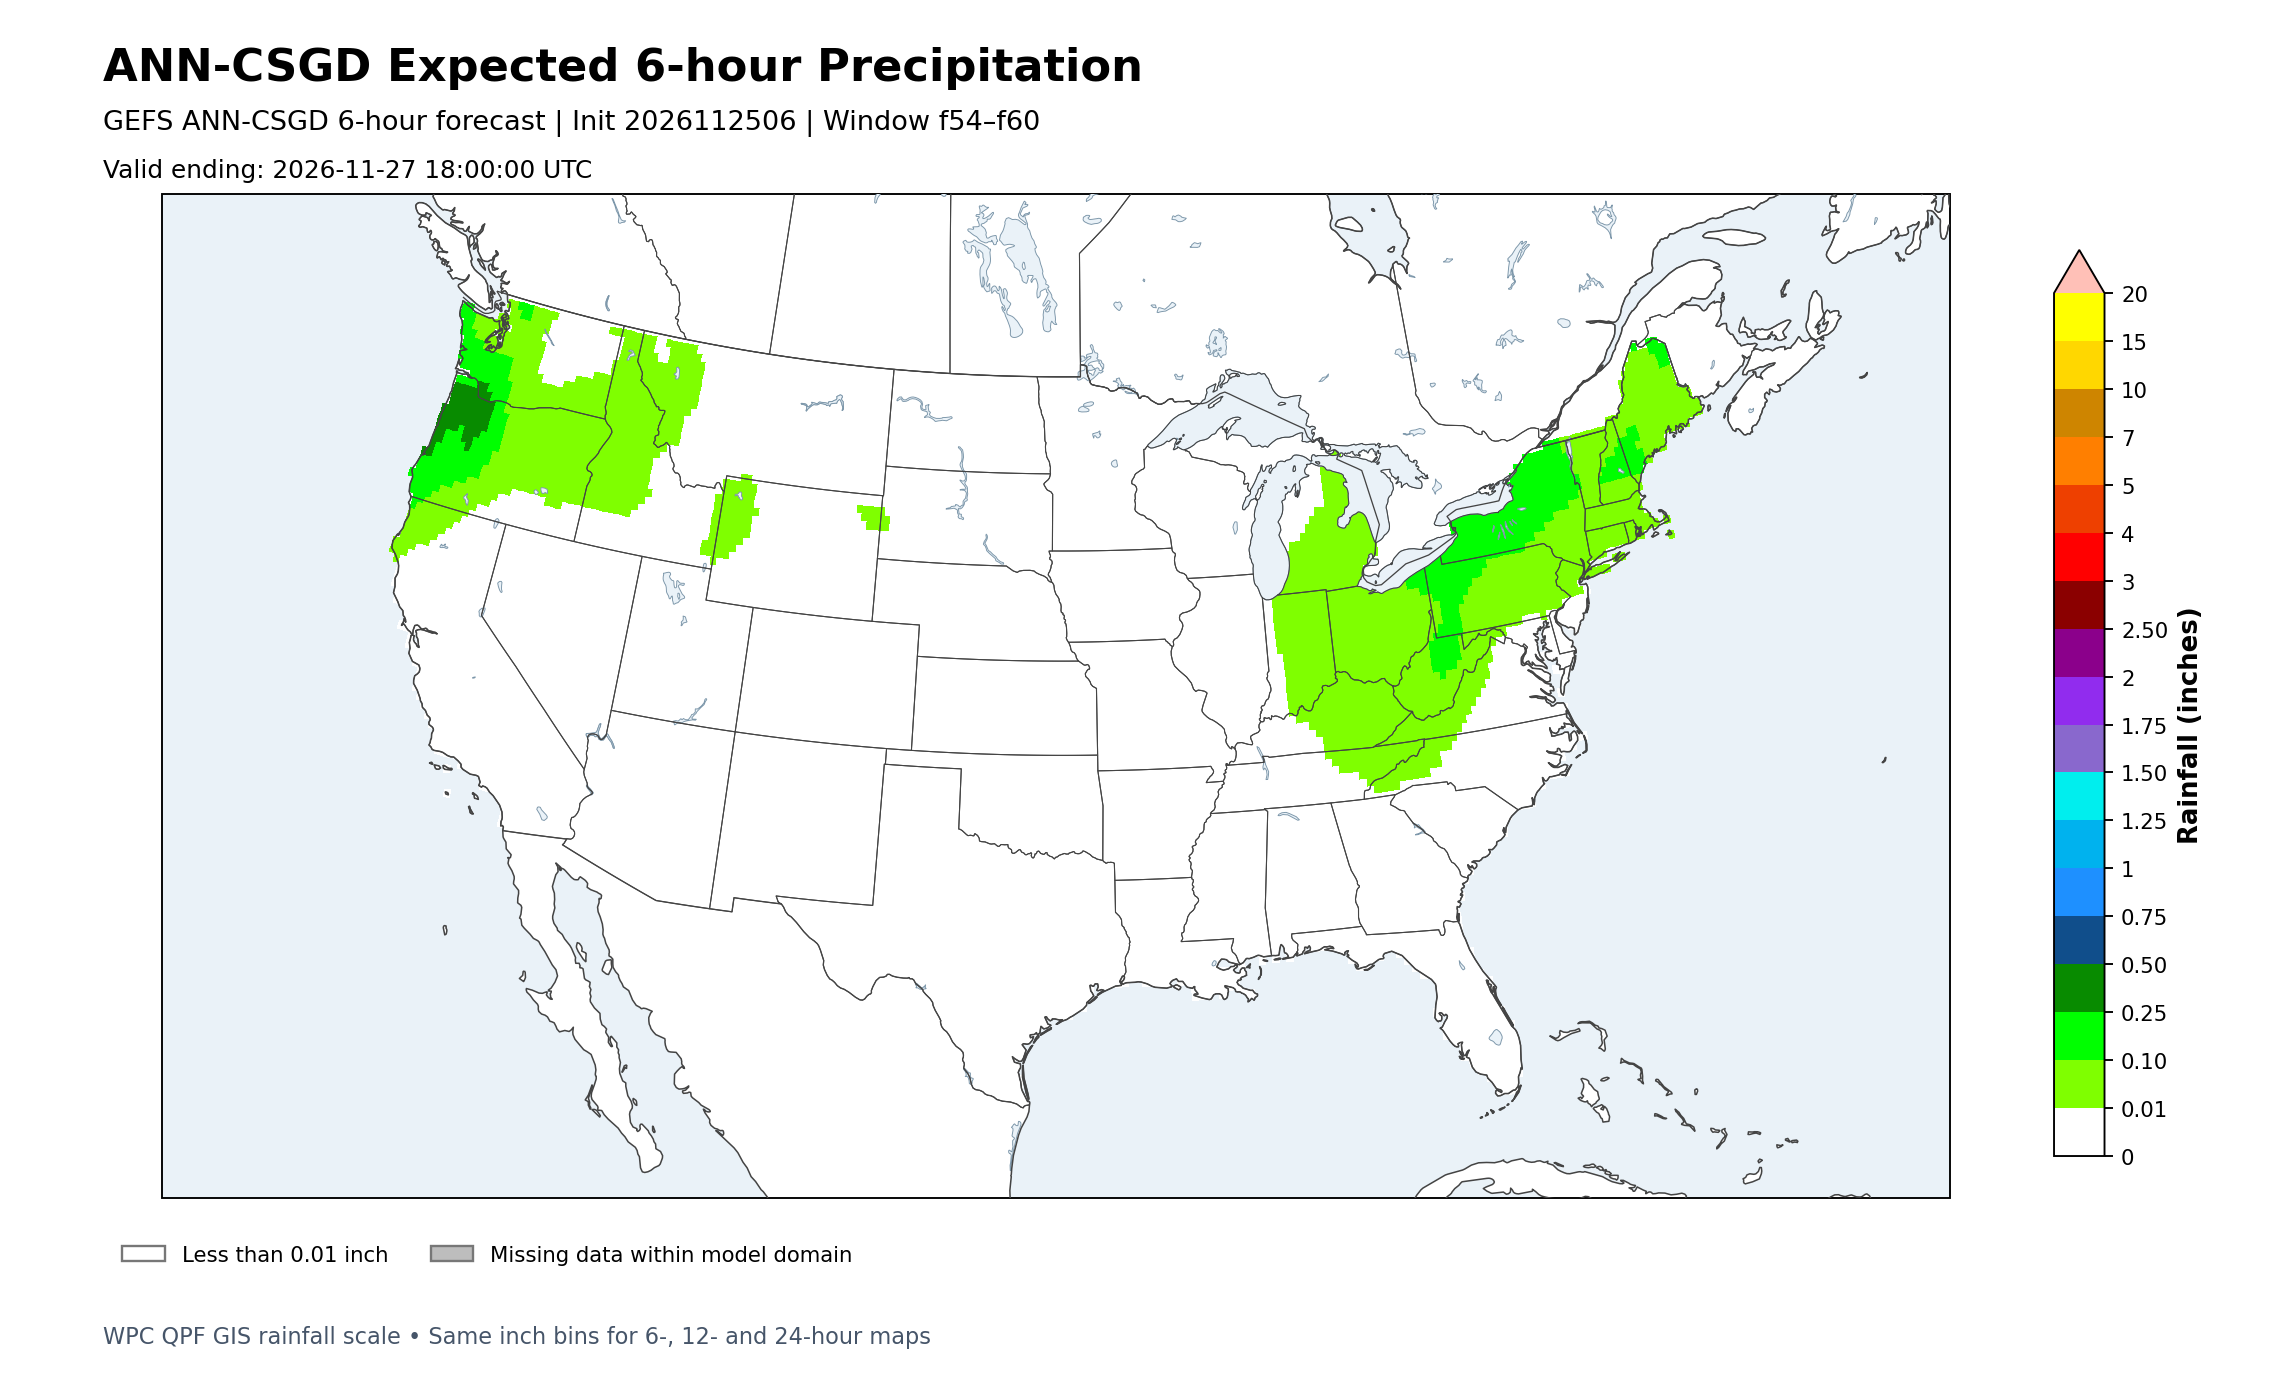 ANN-CSGD Expected 6-hour Precipitation
GEFS ANN-CSGD 6-hour forecast | Init 2026112506 | Window f54–f60
Valid ending: 2026-11-27 18:00:00 UTC
20
15
10
7
5
4
3
2.50
2
1.75
1.50
1.25
1
0.75
0.50
0.25
0.10
0.01
0
Rainfall (inches)
Less than 0.01 inch
Missing data within model domain
WPC QPF GIS rainfall scale • Same inch bins for 6-, 12- and 24-hour maps